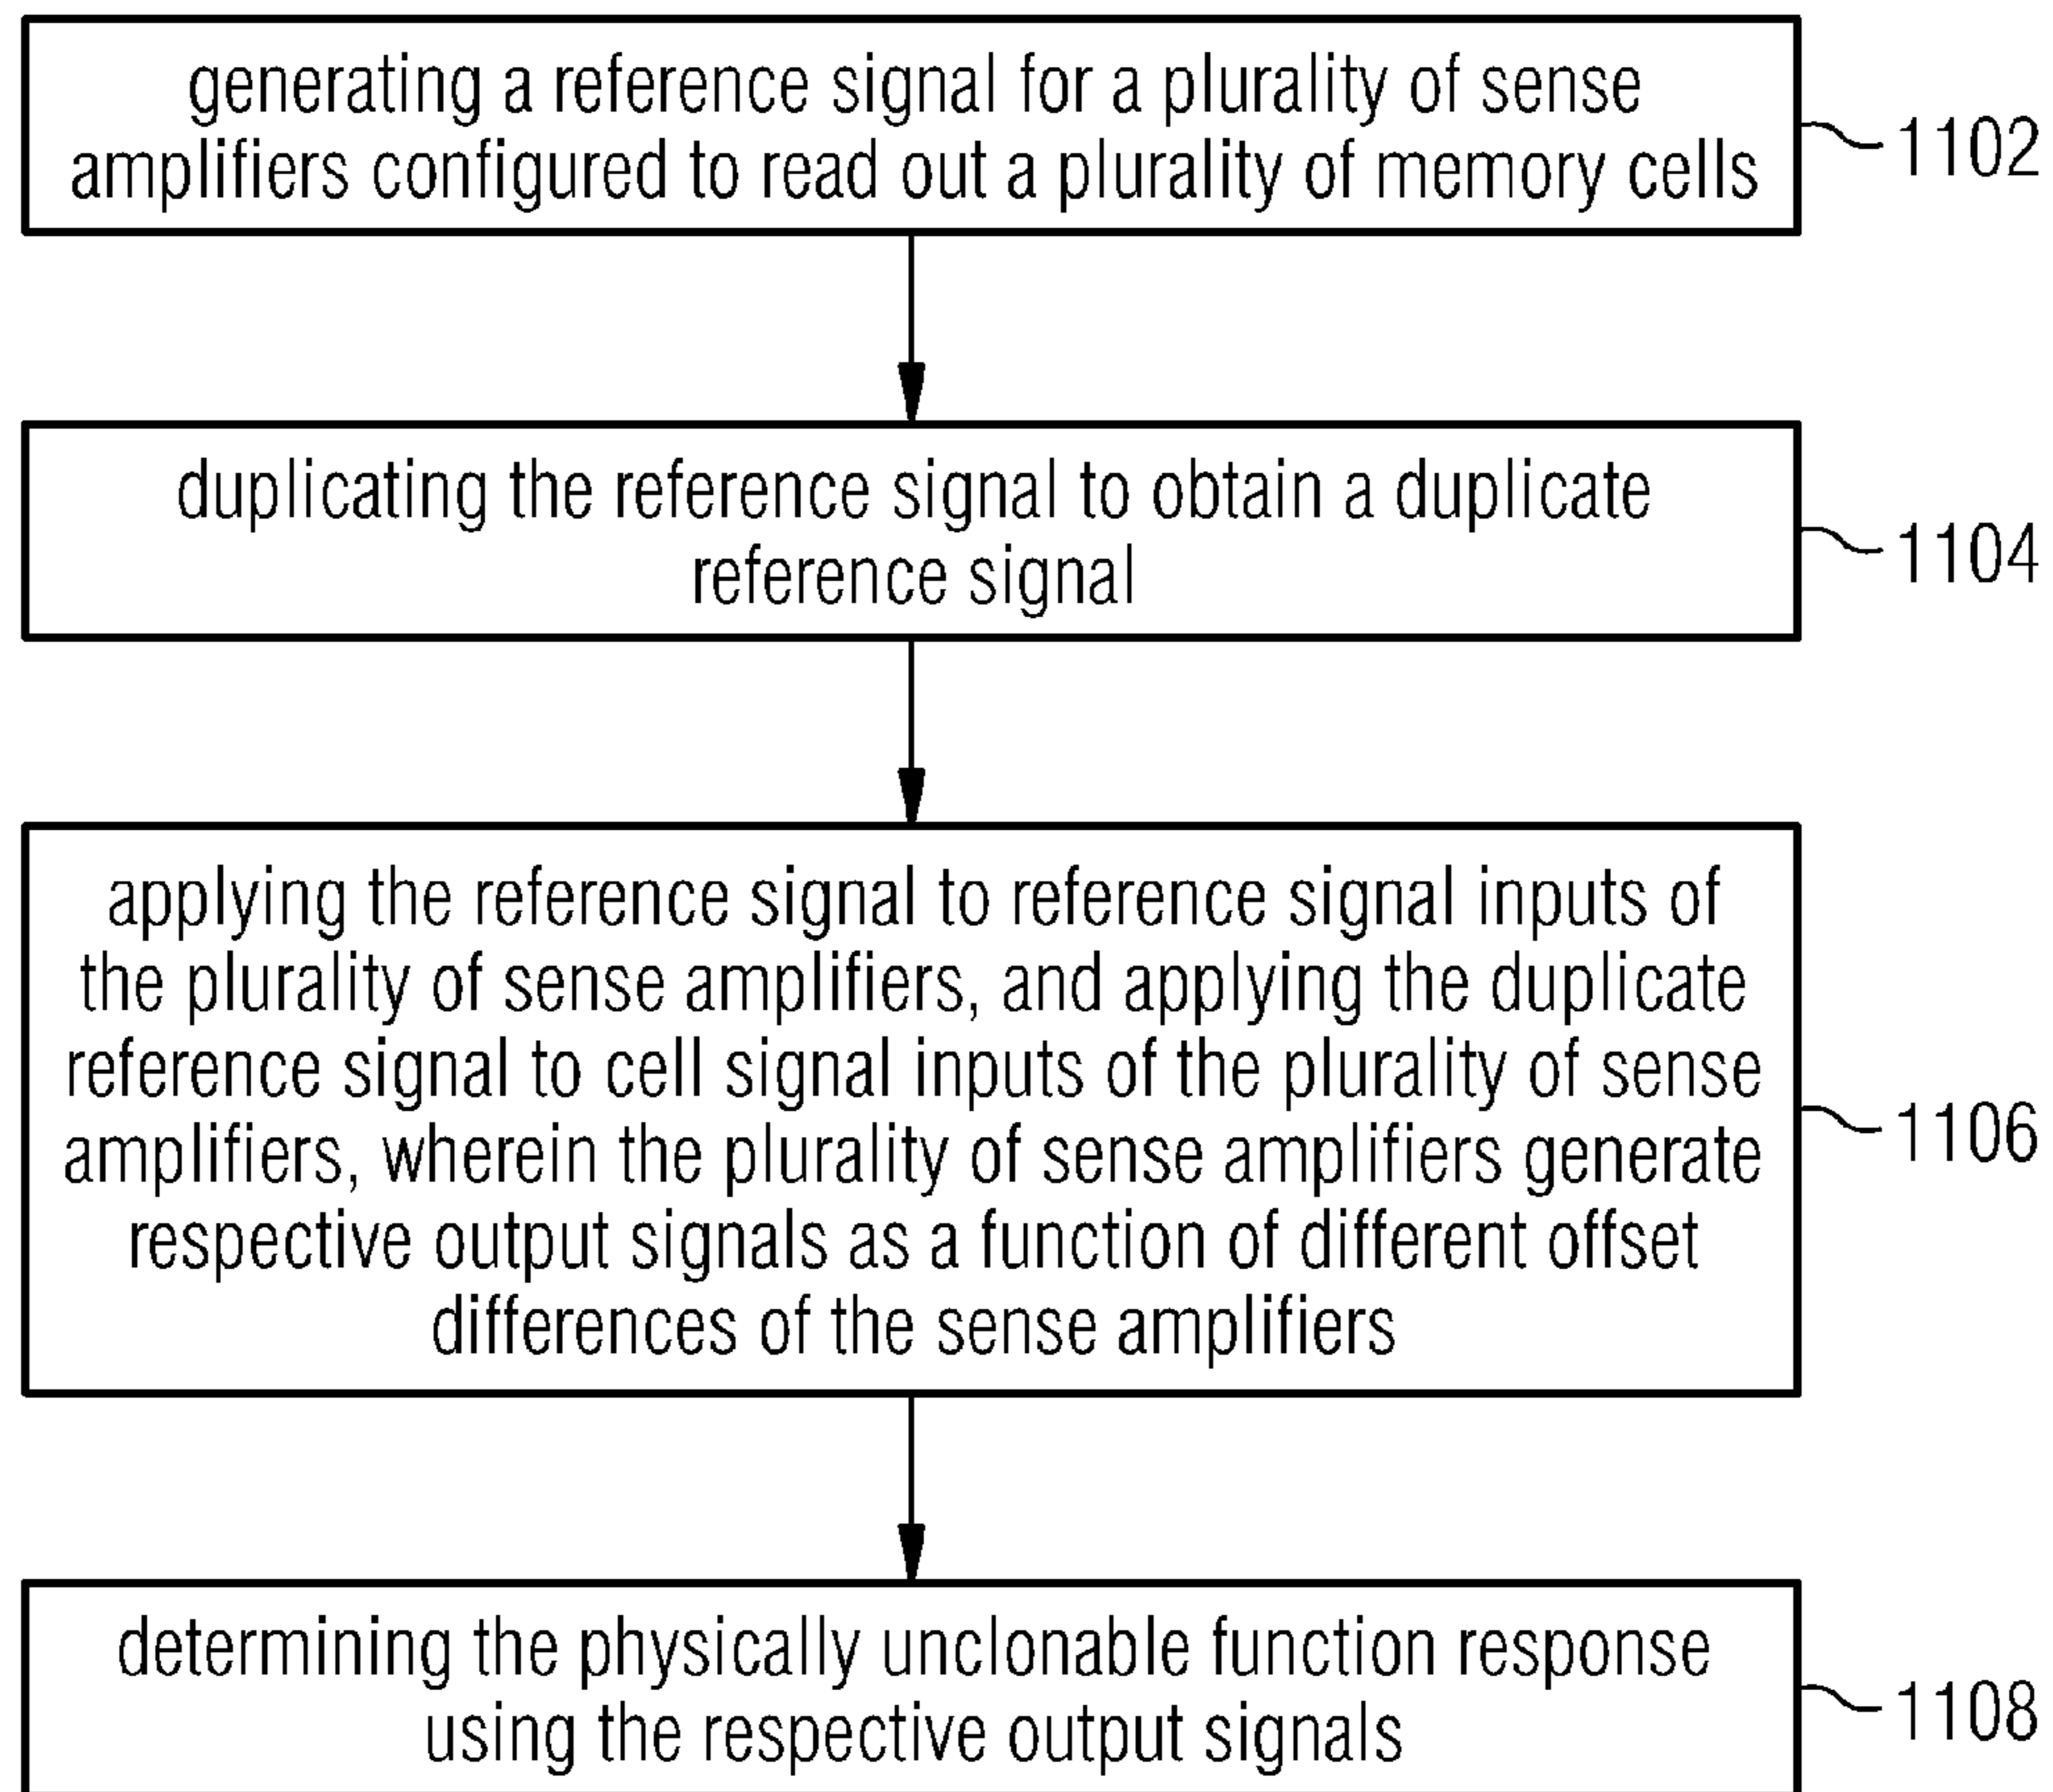 generating a reference signal for a plurality of sense
amplifiers configured to read out a plurality of memory cells
1102
duplicating the reference signal to obtain a duplicate
reference signal
1104
applying the reference signal to reference signal inputs of
the plurality of sense amplifiers, and applying the duplicate
reference signal to cell signal inputs of the plurality of sense
amplifiers, wherein the plurality of sense amplifiers generate
respective output signals as a function of different offset
differences of the sense amplifiers
1106
determining the physically unclonable function response
using the respective output signals
1108